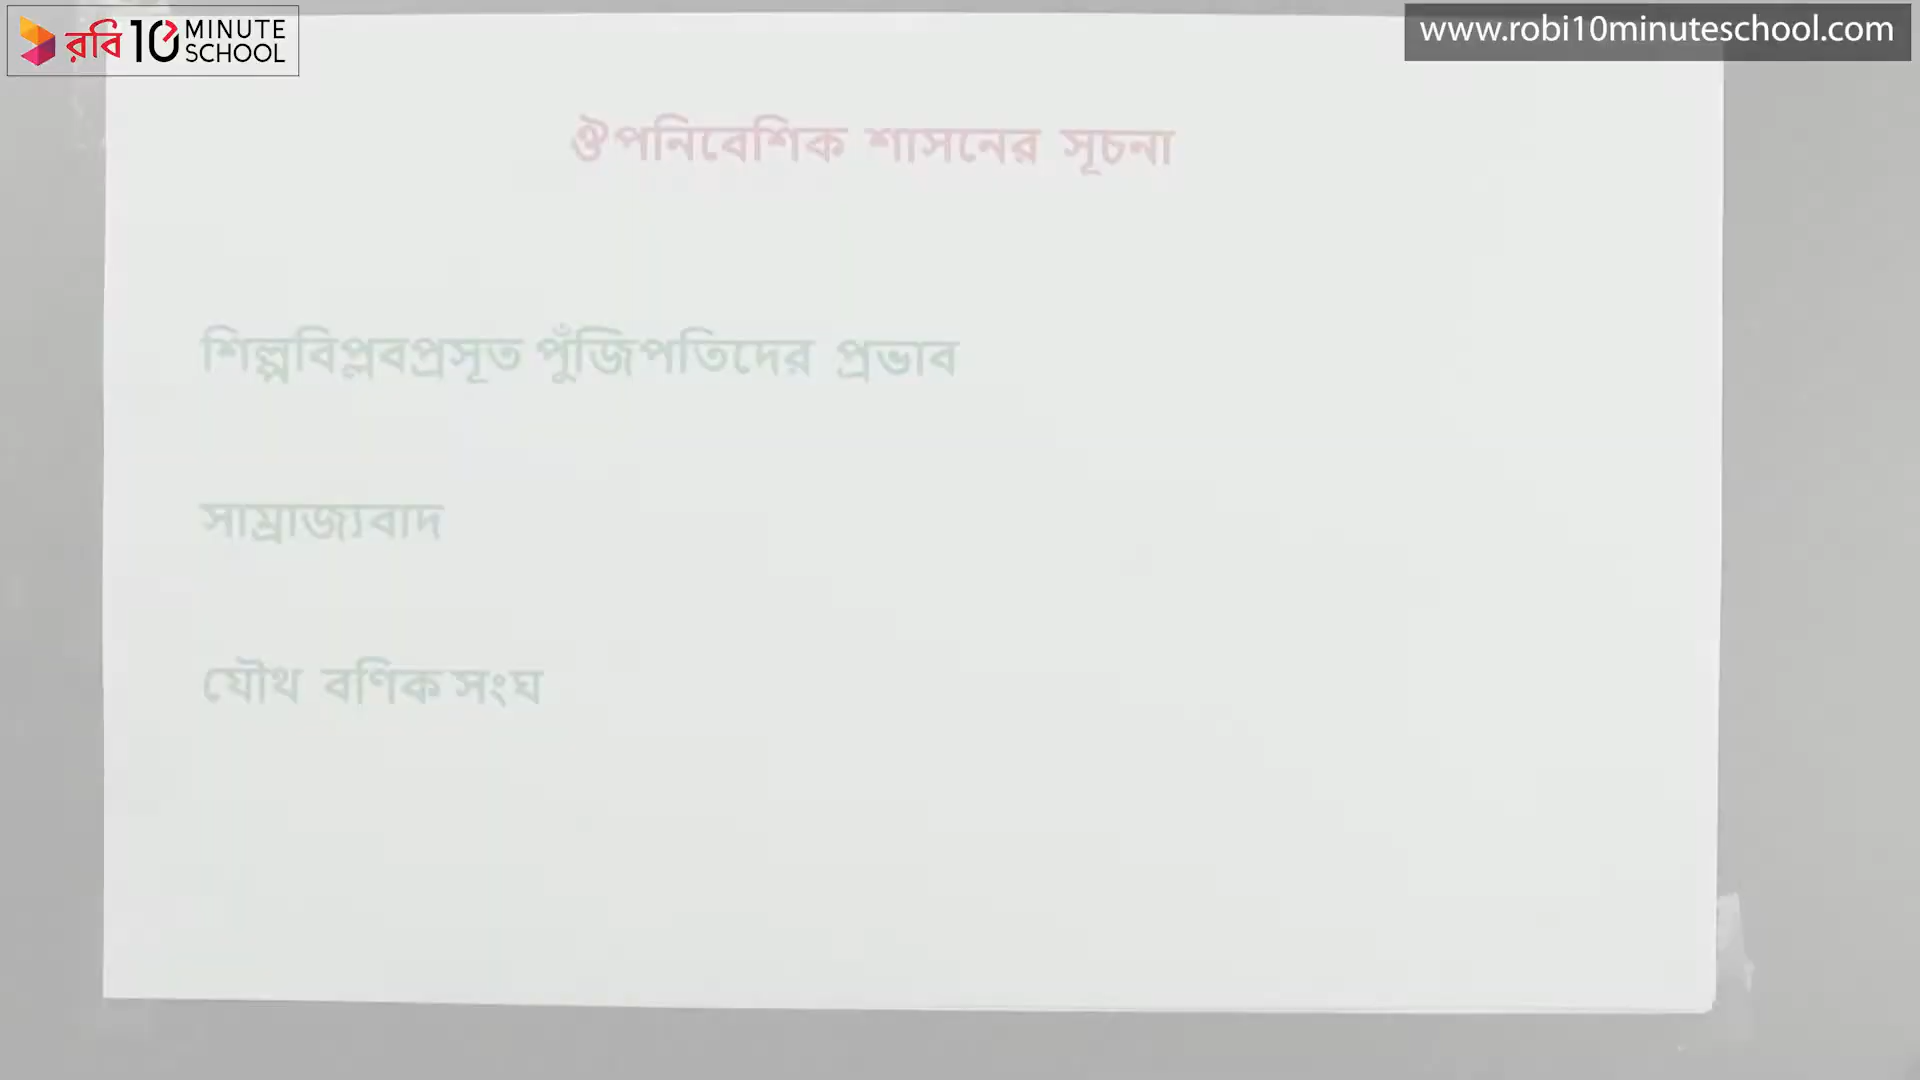 রবি 10 MINUTE SCHOOL
www.robi10minuteschool.com
ঔপনিবেশিক শাসনের সূচনা
শিল্পবিপ্লবপ্রসূত পুঁজিপতিদের প্রভাব
সাম্রাজ্যবাদ
যৌথ বণিক সংঘ